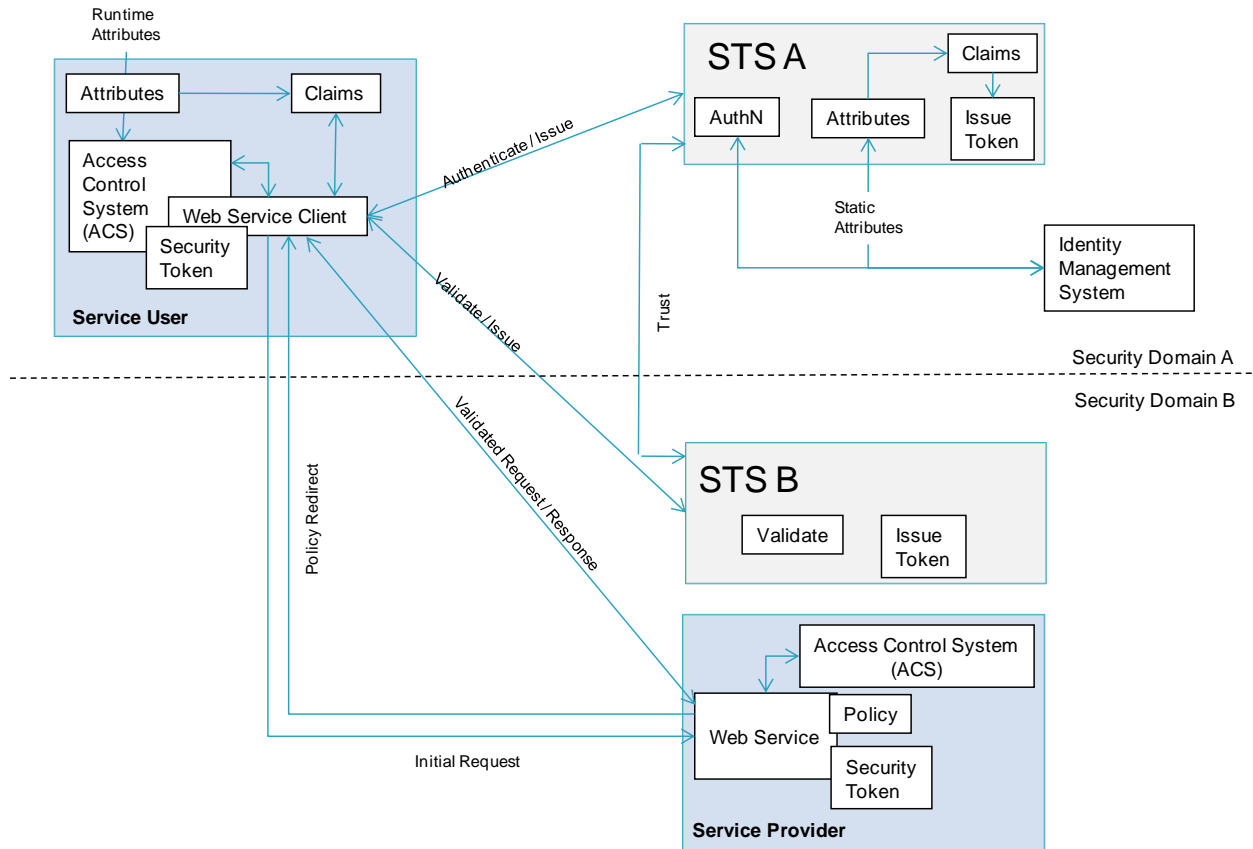 Runtime
Attributes
Attributes
Claims
Access
Control
System
(ACS)
Web Service Client
Security
Token
Service User
STS A
Claims
AuthN
Attributes
Issue
Token
Authenticate / Issue
Static
Attributes
Identity
Management
System
Validate / Issue
Trust
Security Domain A
Security Domain B
Validated Request / Response
Policy Redirect
STS B
Validate
Issue
Token
Access Control System
(ACS)
Policy
Web Service
Security
Token
Initial Request
Service Provider